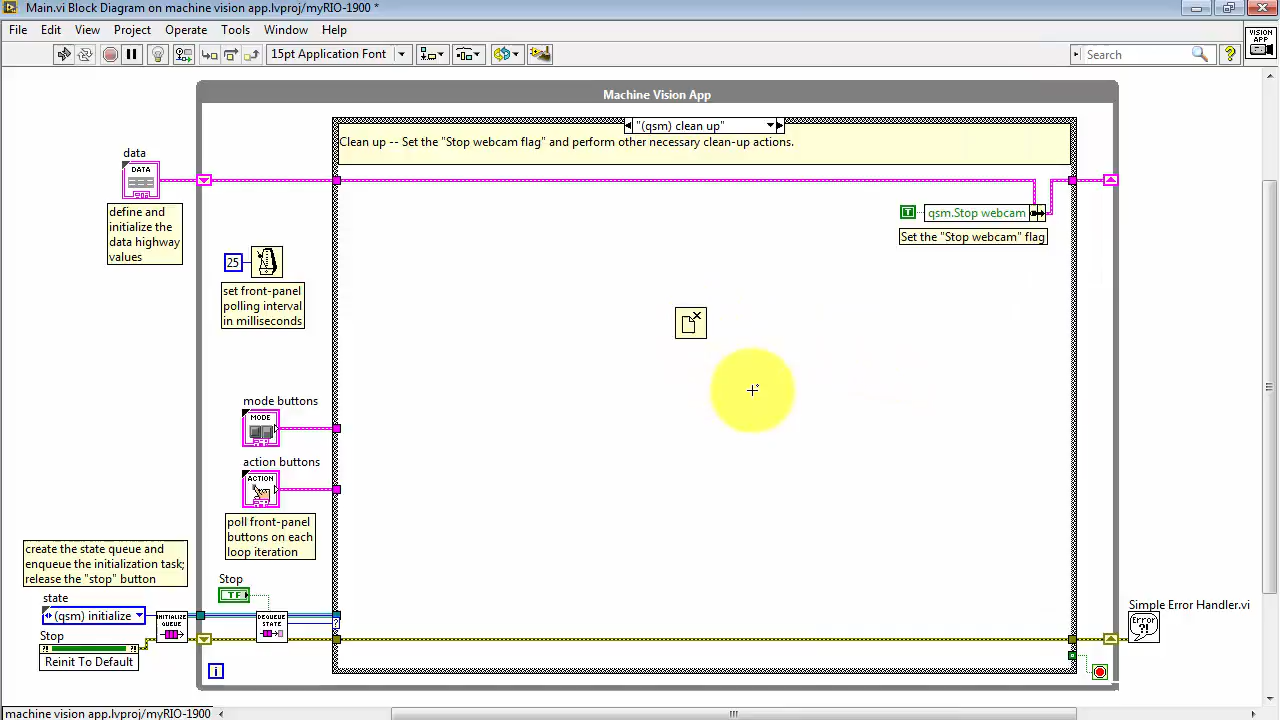 Main.vi Block Diagram on machine vision app.lvproj/myRIO-1900 *
File Edit View Project Operate Tools Window Help
15pt Application Font
Search
?
VISION
APP
Machine Vision App
"(qsm) clean up"
Clean up -- Set the "Stop webcam flag" and perform other necessary clean-up actions.
data
DATA
define and
initialize the
data highway
values
T
qsm.Stop webcam
Set the "Stop webcam" flag
25
set front-panel
polling interval
in milliseconds
mode buttons
MODE
action buttons
ACTION
poll front-panel
buttons on each
loop iteration
create the state queue and
enqueue the initialization task;
release the "stop" button
Stop
TF
state
(qsm) initialize
INITIALIZE
QUEUE
DEQUEUE
STATE
?
Stop
Reinit To Default
Simple Error Handler.vi
Error
?!
i
machine vision app.lvproj/myRIO-1900